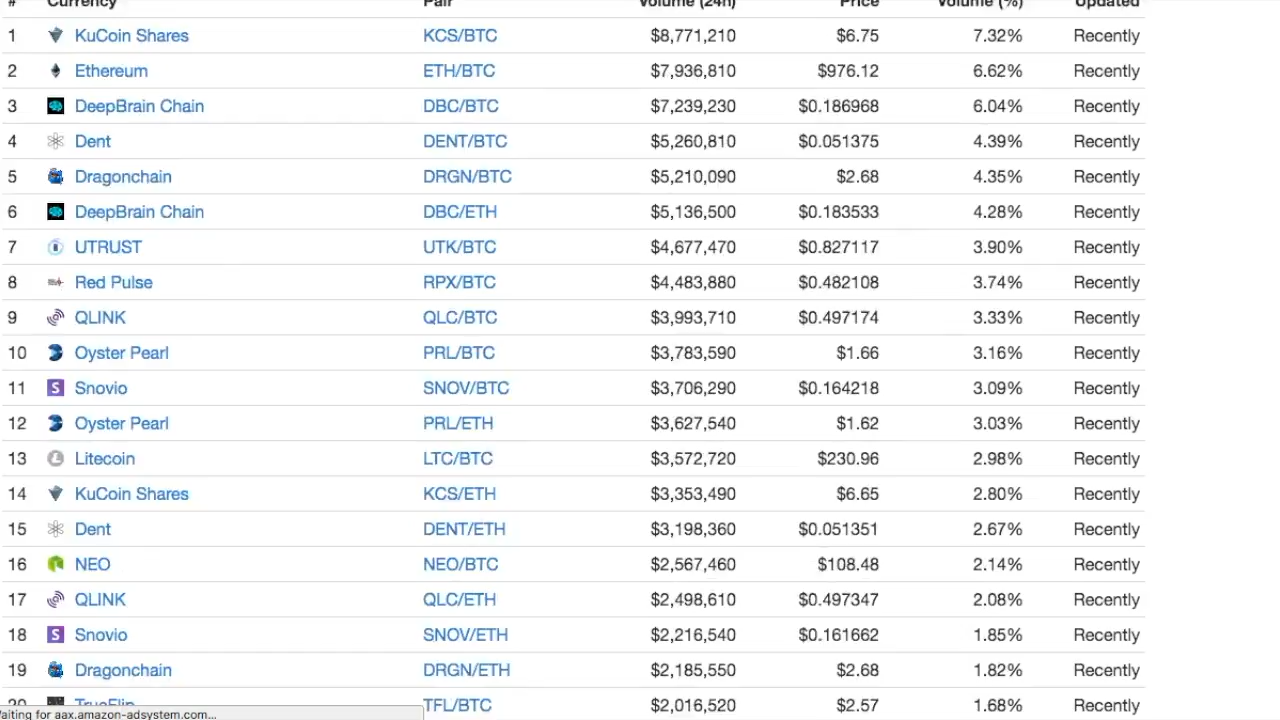 # Currency Pair Volume (24h) Price Volume (%) Updated
1 KuCoin Shares KCS/BTC $8,771,210 $6.75 7.32% Recently
2 Ethereum ETH/BTC $7,936,810 $976.12 6.62% Recently
3 DeepBrain Chain DBC/BTC $7,239,230 $0.186968 6.04% Recently
4 Dent DENT/BTC $5,260,810 $0.051375 4.39% Recently
5 Dragonchain DRGN/BTC $5,210,090 $2.68 4.35% Recently
6 DeepBrain Chain DBC/ETH $5,136,500 $0.183533 4.28% Recently
7 UTRUST UTK/BTC $4,677,470 $0.827117 3.90% Recently
8 Red Pulse RPX/BTC $4,483,880 $0.482108 3.74% Recently
9 QLINK QLC/BTC $3,993,710 $0.497174 3.33% Recently
10 Oyster Pearl PRL/BTC $3,783,590 $1.66 3.16% Recently
11 Snovio SNOV/BTC $3,706,290 $0.164218 3.09% Recently
12 Oyster Pearl PRL/ETH $3,627,540 $1.62 3.03% Recently
13 Litecoin LTC/BTC $3,572,720 $230.96 2.98% Recently
14 KuCoin Shares KCS/ETH $3,353,490 $6.65 2.80% Recently
15 Dent DENT/ETH $3,198,360 $0.051351 2.67% Recently
16 NEO NEO/BTC $2,567,460 $108.48 2.14% Recently
17 QLINK QLC/ETH $2,498,610 $0.497347 2.08% Recently
18 Snovio SNOV/ETH $2,216,540 $0.161662 1.85% Recently
19 Dragonchain DRGN/ETH $2,185,550 $2.68 1.82% Recently
20 TrueFlip TFL/BTC $2,016,520 $2.57 1.68% Recently
aiting for aax.amazon-adsystem.com...